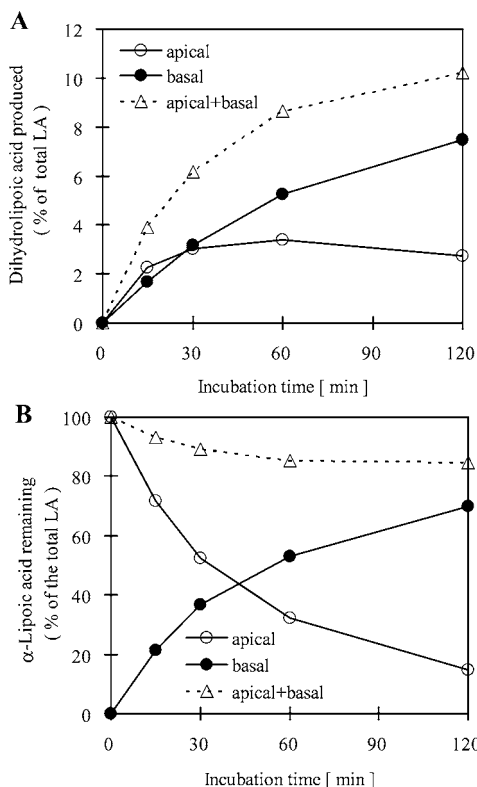 A
12
10
8
6
4
2
0
apical
basal
apical+basal
Dihydrolipoic acid produced
( % of total LA )
0 30 60 90 120
Incubation time [ min ]
B
100
80
60
40
20
0
apical
basal
apical+basal
α-Lipoic acid remaining
( % of the total LA )
0 30 60 90 120
Incubation time [ min ]